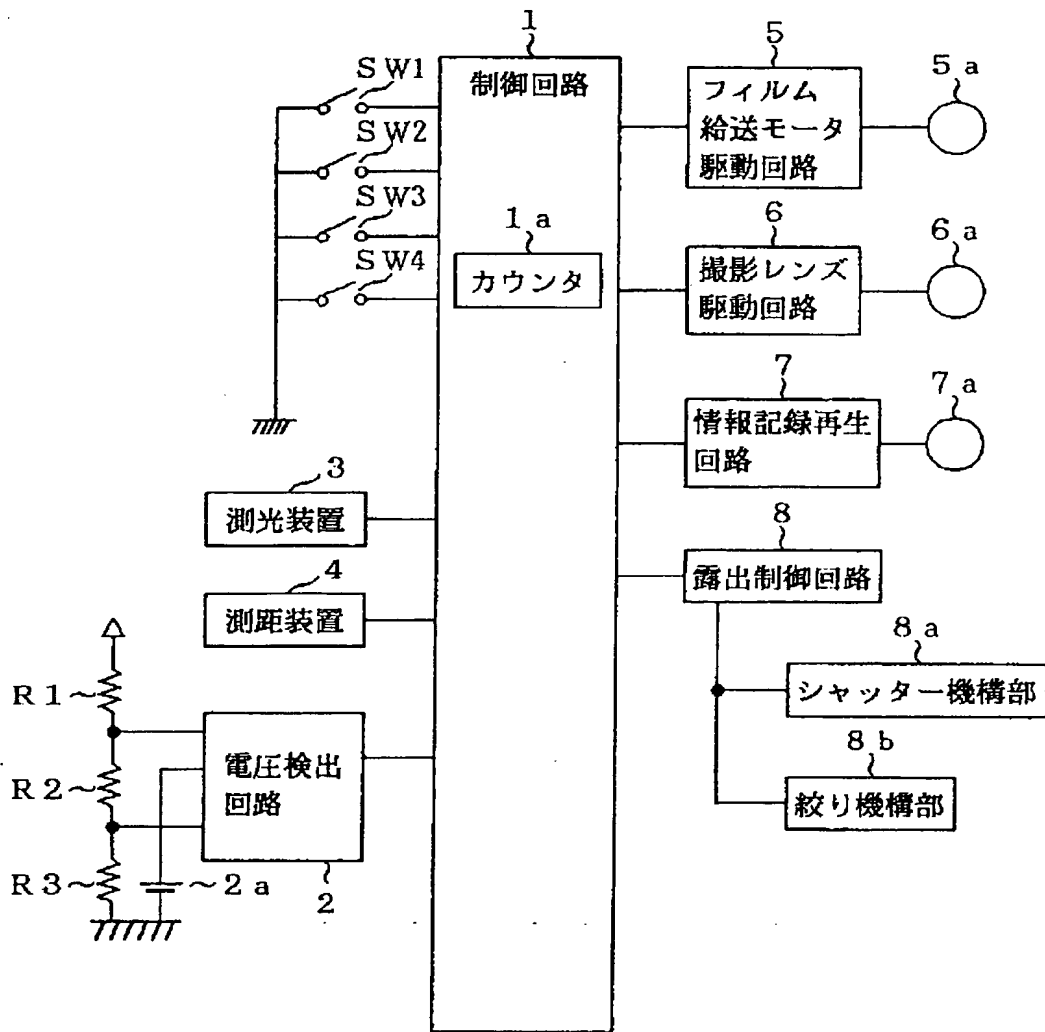 1
制御回路
SW1
SW2
SW3
SW4
1a
カウンタ
5
フィルム
給送モータ
駆動回路
5a
6
撮影レンズ
駆動回路
6a
7
情報記録再生
回路
7a
3
測光装置
4
測距装置
8
露出制御回路
8a
シャッター機構部
8b
絞り機構部
R1
R2
R3
電圧検出
回路
2a
2